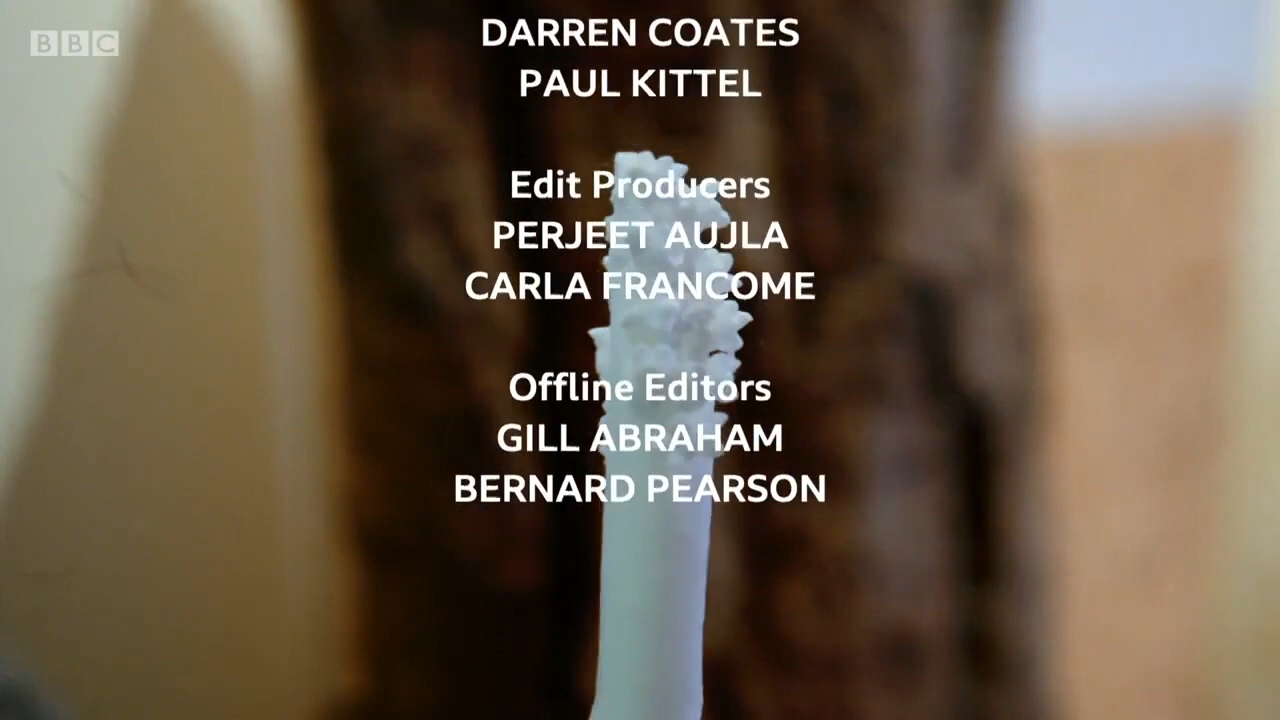 BBC
DARREN COATES
PAUL KITTEL
Edit Producers
PERJEET AUJLA
CARLA FRANCOME
Offline Editors
GILL ABRAHAM
BERNARD PEARSON